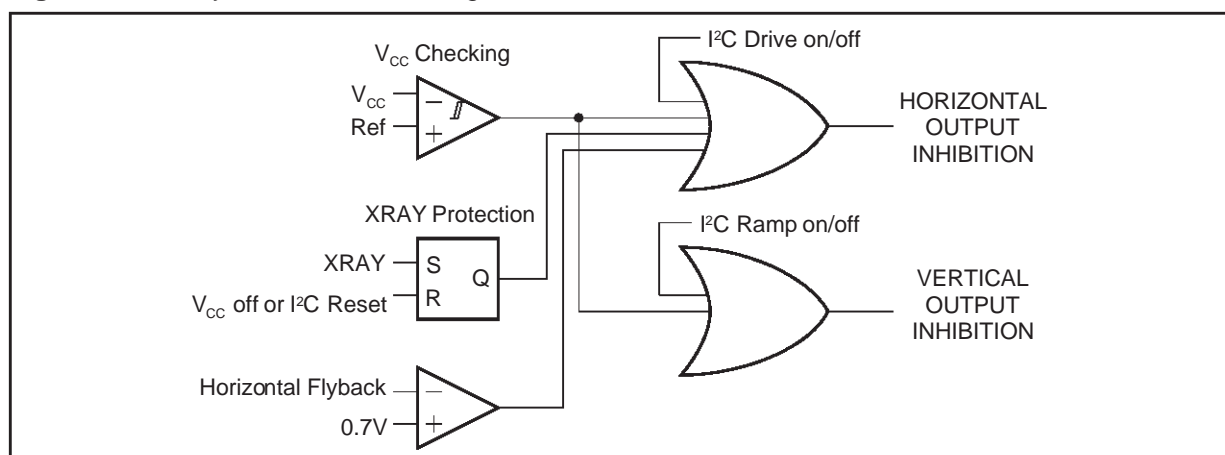 I²C Drive on/off
V_CC Checking
V_CC
−
Ref
+
HORIZONTAL
OUTPUT
INHIBITION
XRAY Protection
I²C Ramp on/off
XRAY
S
Q
V_CC off or I²C Reset
R
VERTICAL
OUTPUT
INHIBITION
Horizontal Flyback
−
0.7V
+